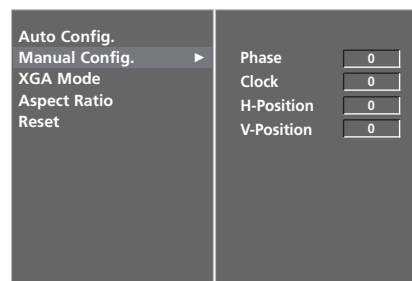 Auto Config.
Manual Config. ►
XGA Mode
Aspect Ratio
Reset
Phase 0
Clock 0
H-Position 0
V-Position 0